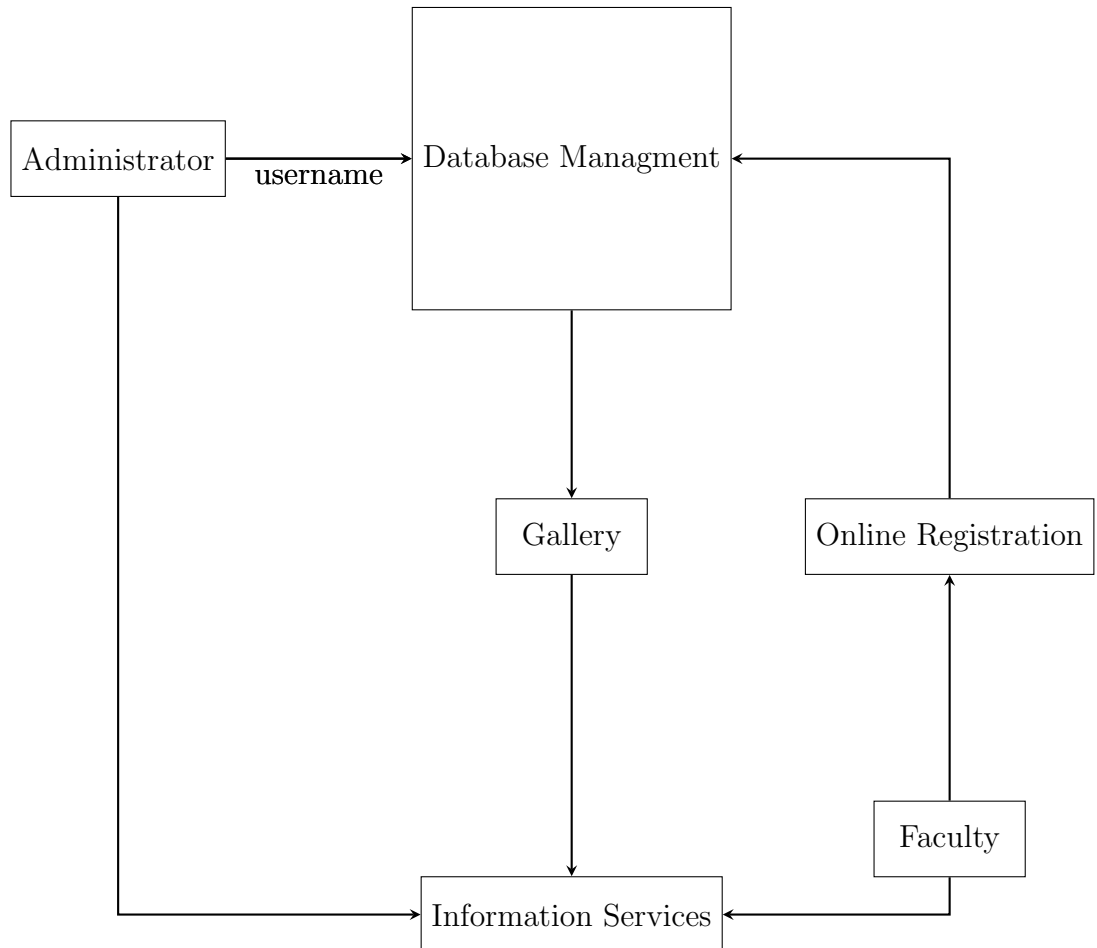 Administrator
username
Database Managment
Gallery
Online Registration
Faculty
Information Services